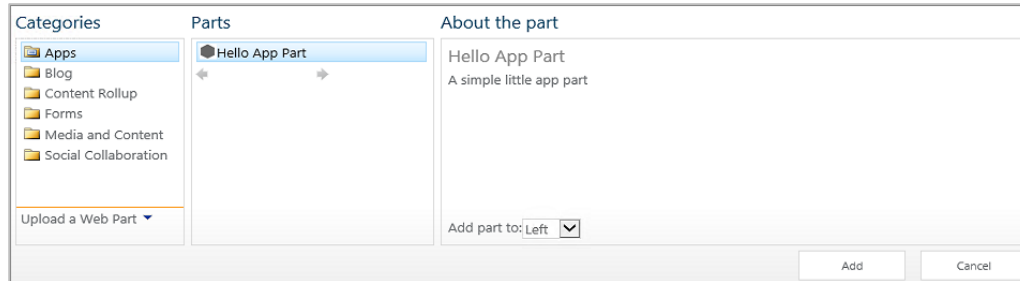 Categories
Apps
Blog
Content Rollup
Forms
Media and Content
Social Collaboration
Upload a Web Part
Parts
Hello App Part
About the part
Hello App Part
A simple little app part
Add part to: Left
Add
Cancel